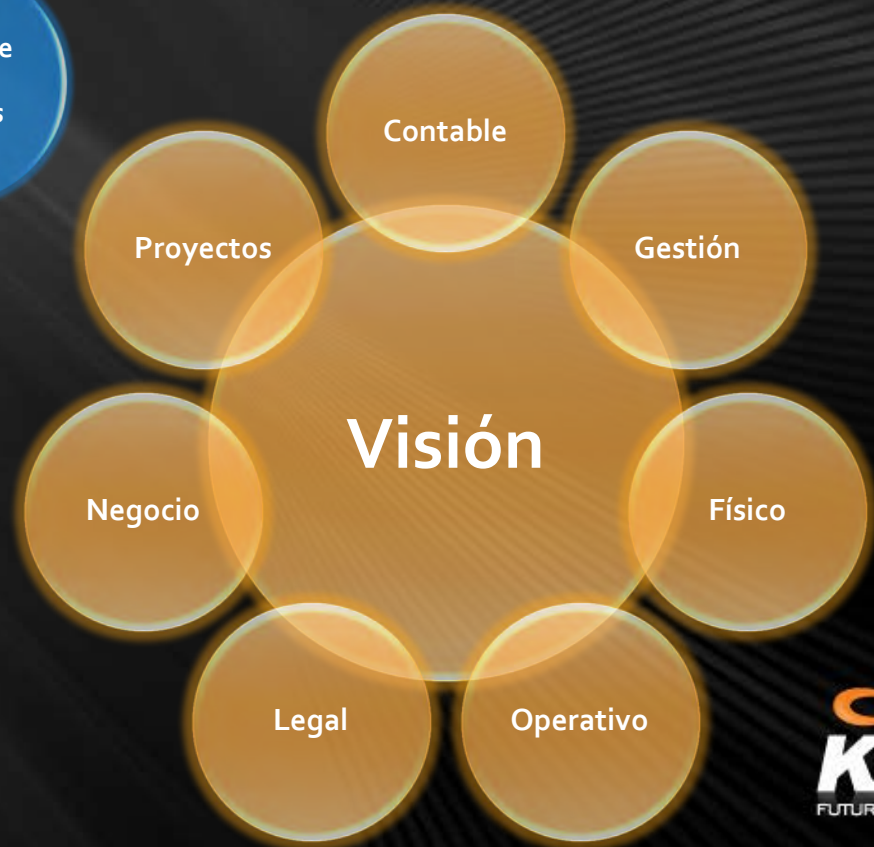 Contable
Proyectos
Gestión
Visión
Negocio
Físico
Legal
Operativo